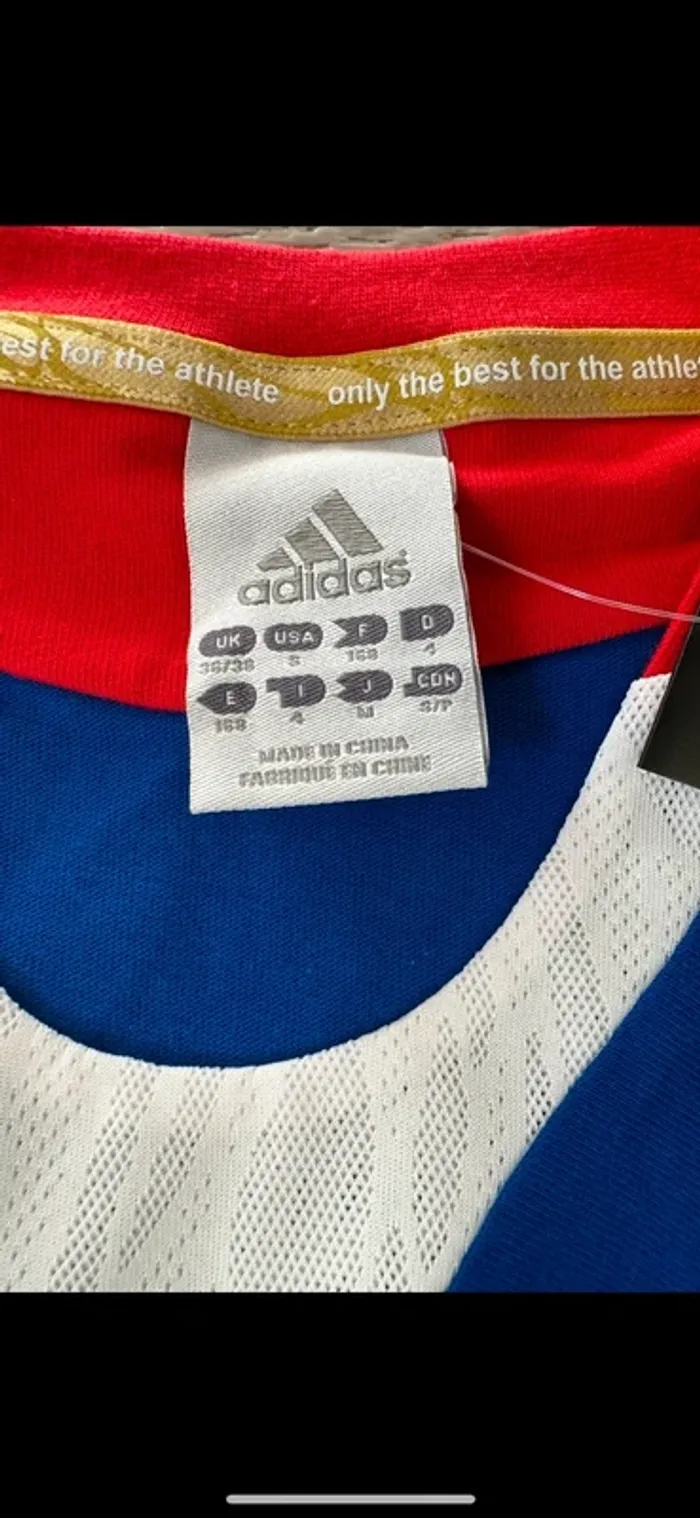 est for the athlete only the best for the athle
adidas
UK USA F D
36/38 S 168 4
E I J CDN
168 4 M S/P
MADE IN CHINA
FABRIQUÉ EN CHINE